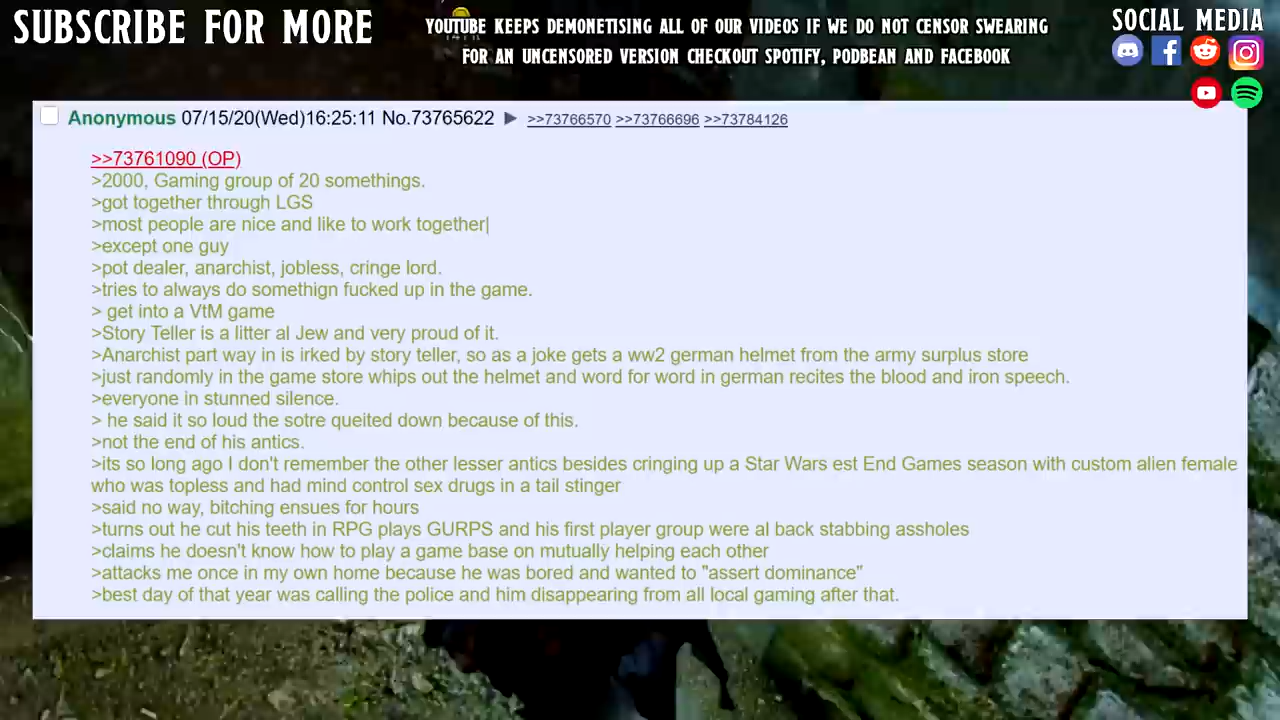 SUBSCRIBE FOR MORE
YOUTUBE KEEPS DEMONETISING ALL OF OUR VIDEOS IF WE DO NOT CENSOR SWEARING
FOR AN UNCENSORED VERSION CHECKOUT SPOTIFY, PODBEAN AND FACEBOOK
SOCIAL MEDIA
Anonymous 07/15/20(Wed)16:25:11 No.73765622 ▶ >>73766570 >>73766696 >>73784126
>>73761090 (OP)
>2000, Gaming group of 20 somethings.
>got together through LGS
>most people are nice and like to work together|
>except one guy
>pot dealer, anarchist, jobless, cringe lord.
>tries to always do somethign fucked up in the game.
> get into a VtM game
>Story Teller is a litter al Jew and very proud of it.
>Anarchist part way in is irked by story teller, so as a joke gets a ww2 german helmet from the army surplus store
>just randomly in the game store whips out the helmet and word for word in german recites the blood and iron speech.
>everyone in stunned silence.
> he said it so loud the sotre queited down because of this.
>not the end of his antics.
>its so long ago I don't remember the other lesser antics besides cringing up a Star Wars est End Games season with custom alien female
who was topless and had mind control sex drugs in a tail stinger
>said no way, bitching ensues for hours
>turns out he cut his teeth in RPG plays GURPS and his first player group were al back stabbing assholes
>claims he doesn't know how to play a game base on mutually helping each other
>attacks me once in my own home because he was bored and wanted to "assert dominance"
>best day of that year was calling the police and him disappearing from all local gaming after that.